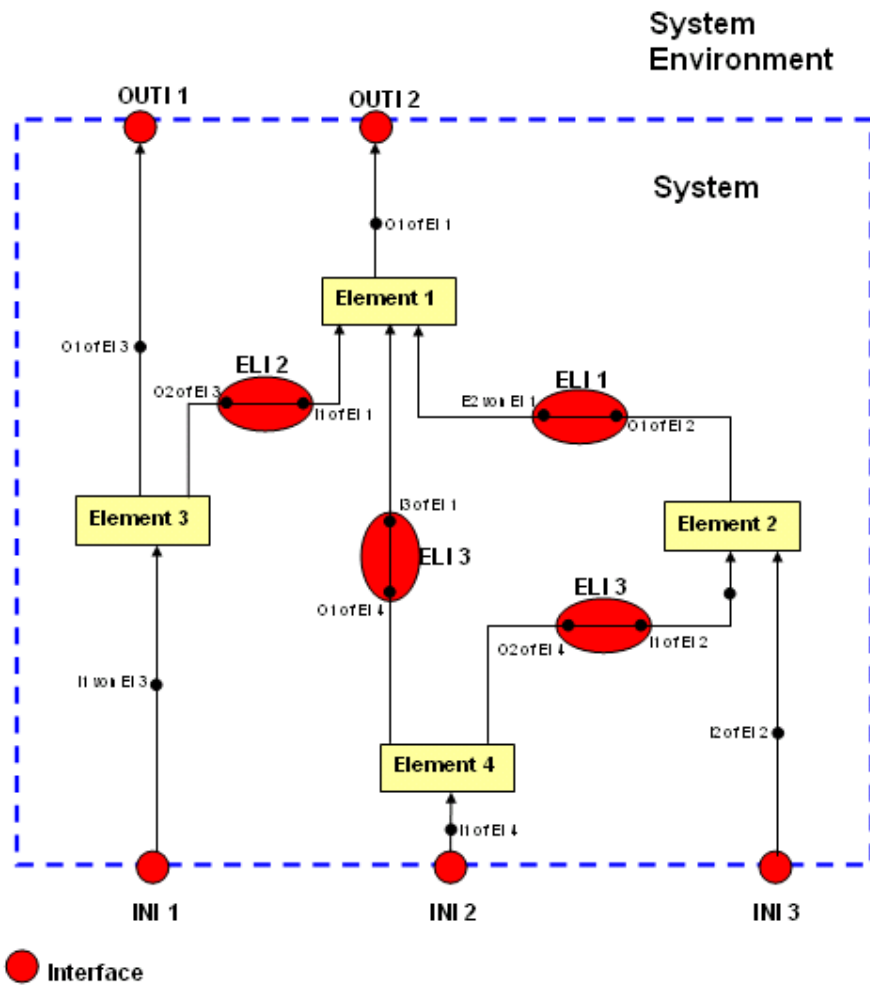 System
Environment
OUTI 1
OUTI 2
System
O1 of El 1
Element 1
O1 of El 3
ELI 2
O2 of El 3
I1 of El 1
ELI 1
E2 von El 1
O1 of El 2
Element 3
I3 of El 1
Element 2
ELI 3
O1 of El 4
ELI 3
O2 of El 4
I1 of El 2
I1 von El 3
I2 of El 2
Element 4
I1 of El 4
INI 1
INI 2
INI 3
Interface